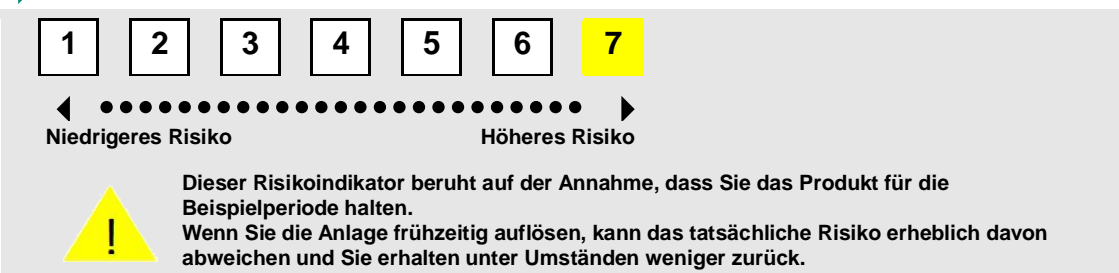 1 2 3 4 5 6 7
Niedrigeres Risiko Höheres Risiko
Dieser Risikoindikator beruht auf der Annahme, dass Sie das Produkt für die
Beispielperiode halten.
Wenn Sie die Anlage frühzeitig auflösen, kann das tatsächliche Risiko erheblich davon
abweichen und Sie erhalten unter Umständen weniger zurück.
!